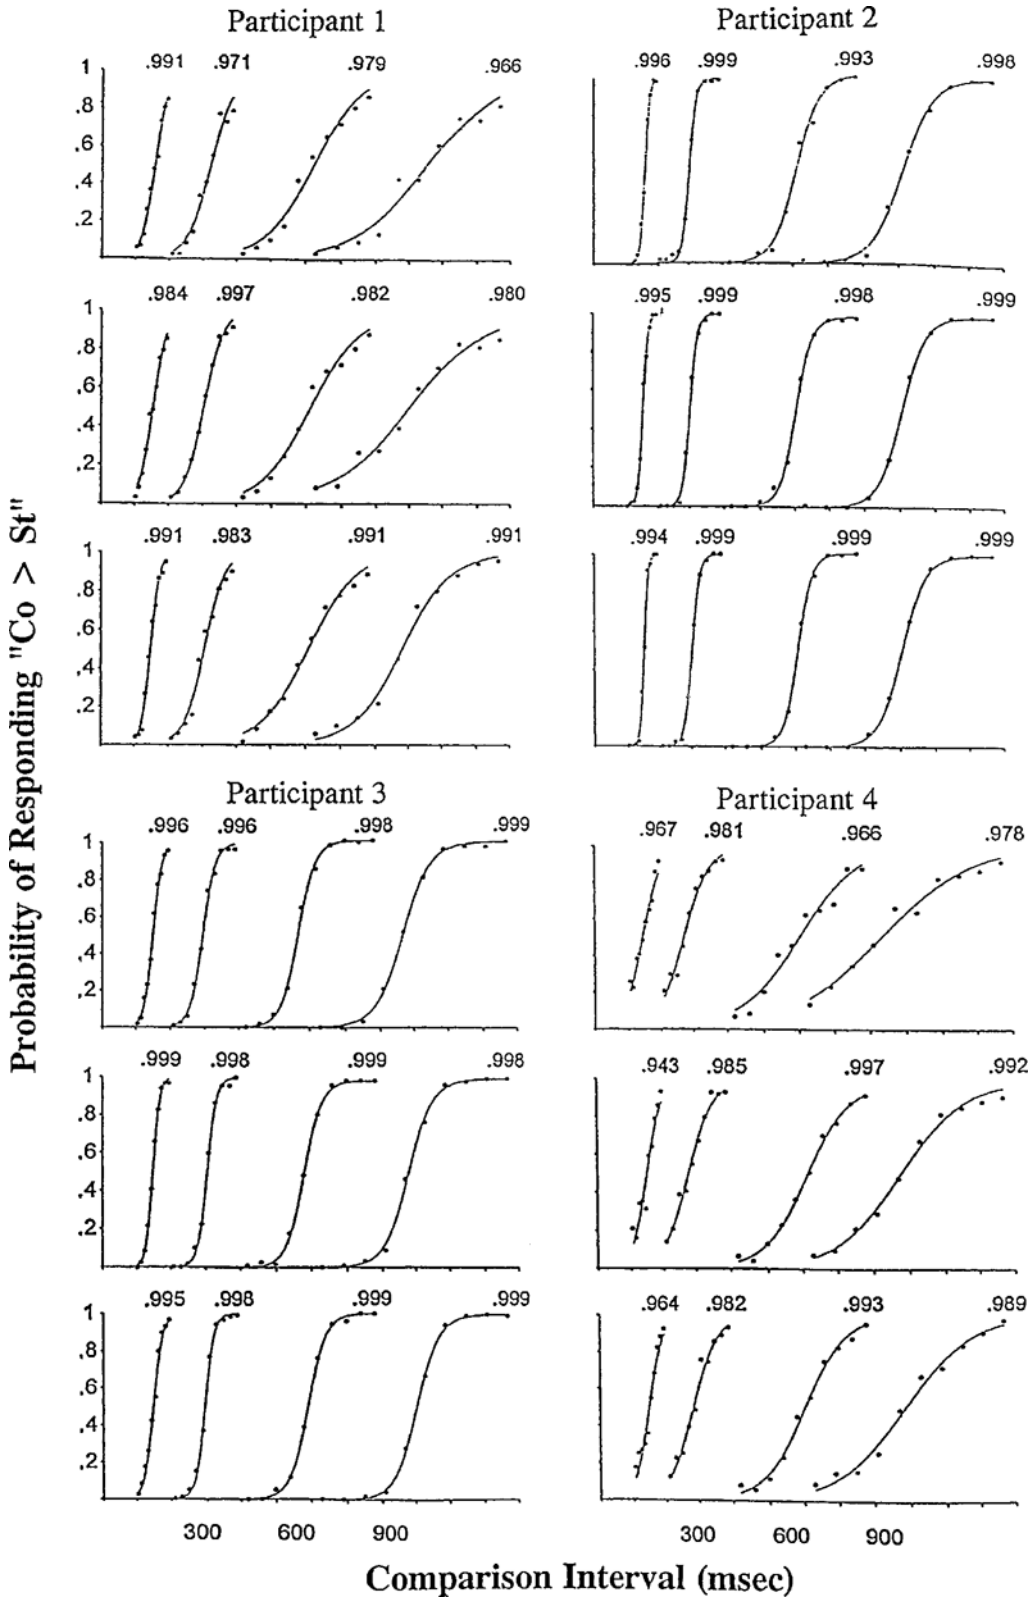 Participant 1
.991 .971 .979 .966
1
.8
.6
.4
.2
.984 .997 .982 .980
1
.8
.6
.4
.2
.991 .983 .991 .991
1
.8
.6
.4
.2
Participant 2
.996 .999 .993 .998
.995 .999 .998 .999
.994 .999 .999 .999
Probability of Responding "Co > St"
Participant 3
.996 .996 .998 .999
1
.8
.6
.4
.2
.999 .998 .999 .998
1
.8
.6
.4
.2
.995 .998 .999 .999
1
.8
.6
.4
.2
300 600 900
Participant 4
.967 .981 .966 .978
.943 .985 .997 .992
.964 .982 .993 .989
300 600 900
Comparison Interval (msec)